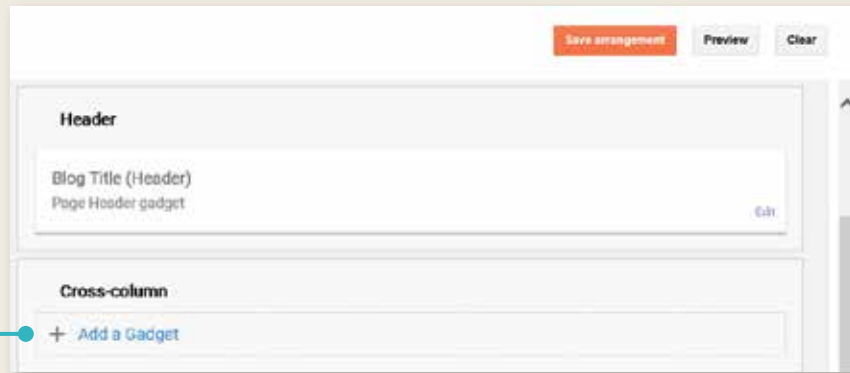 Save arrangement Preview Clear
Header
Blog Title (Header)
Page Header gadget
Edit
Cross-column
+ Add a Gadget